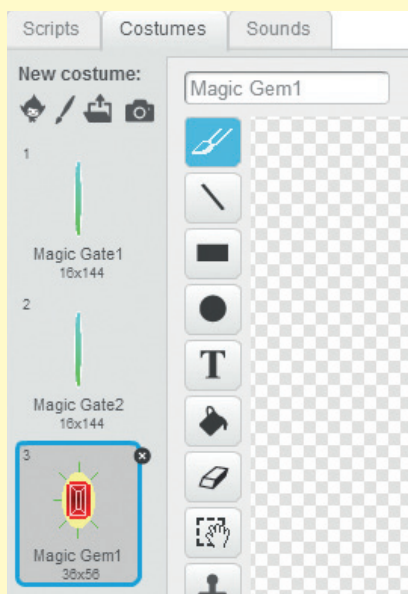 Scripts Costumes Sounds
New costume:
Magic Gem1
1
Magic Gate1
16x144
2
Magic Gate2
16x144
T
3
Magic Gem1
36x56